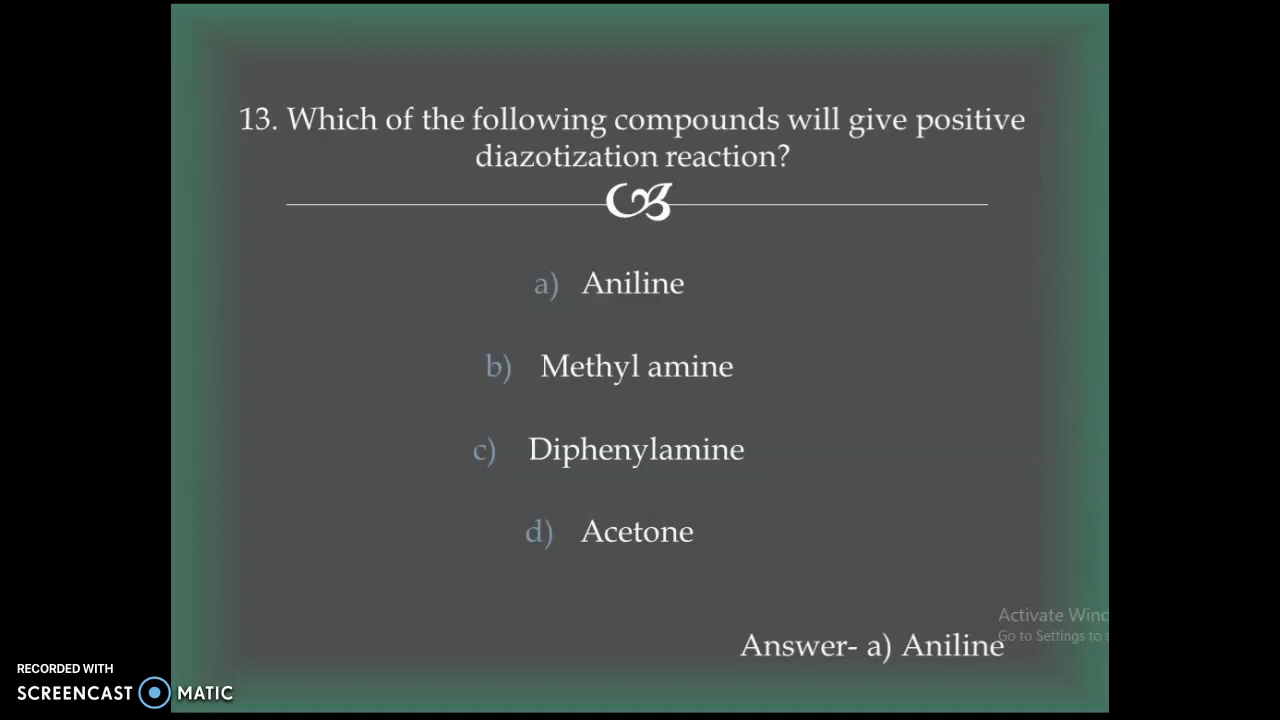 13. Which of the following compounds will give positive
diazotization reaction?
a) Aniline
b) Methyl amine
c) Diphenylamine
d) Acetone
Activate Wind
Go to Settings to a
Answer- a) Aniline
RECORDED WITH
SCREENCAST MATIC